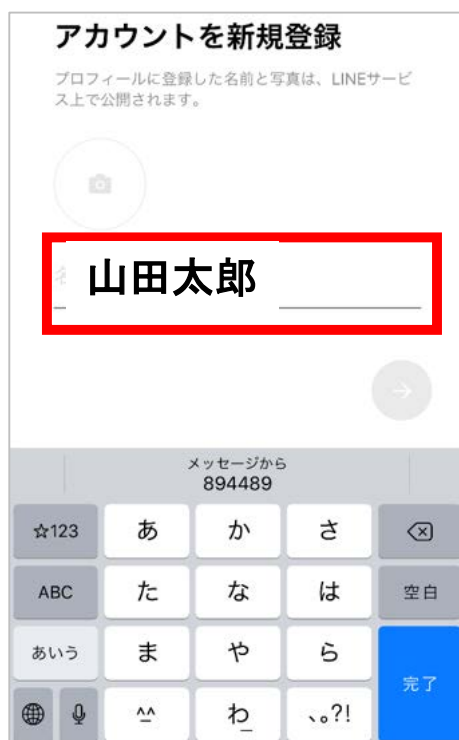 アカウントを新規登録
プロフィールに登録した名前と写真は、LINEサービ
ス上で公開されます。
山田太郎
メッセージから
894489
☆123 あ か さ
ABC た な は 空白
あいう ま や ら 完了
^^ わ_ 、。?!